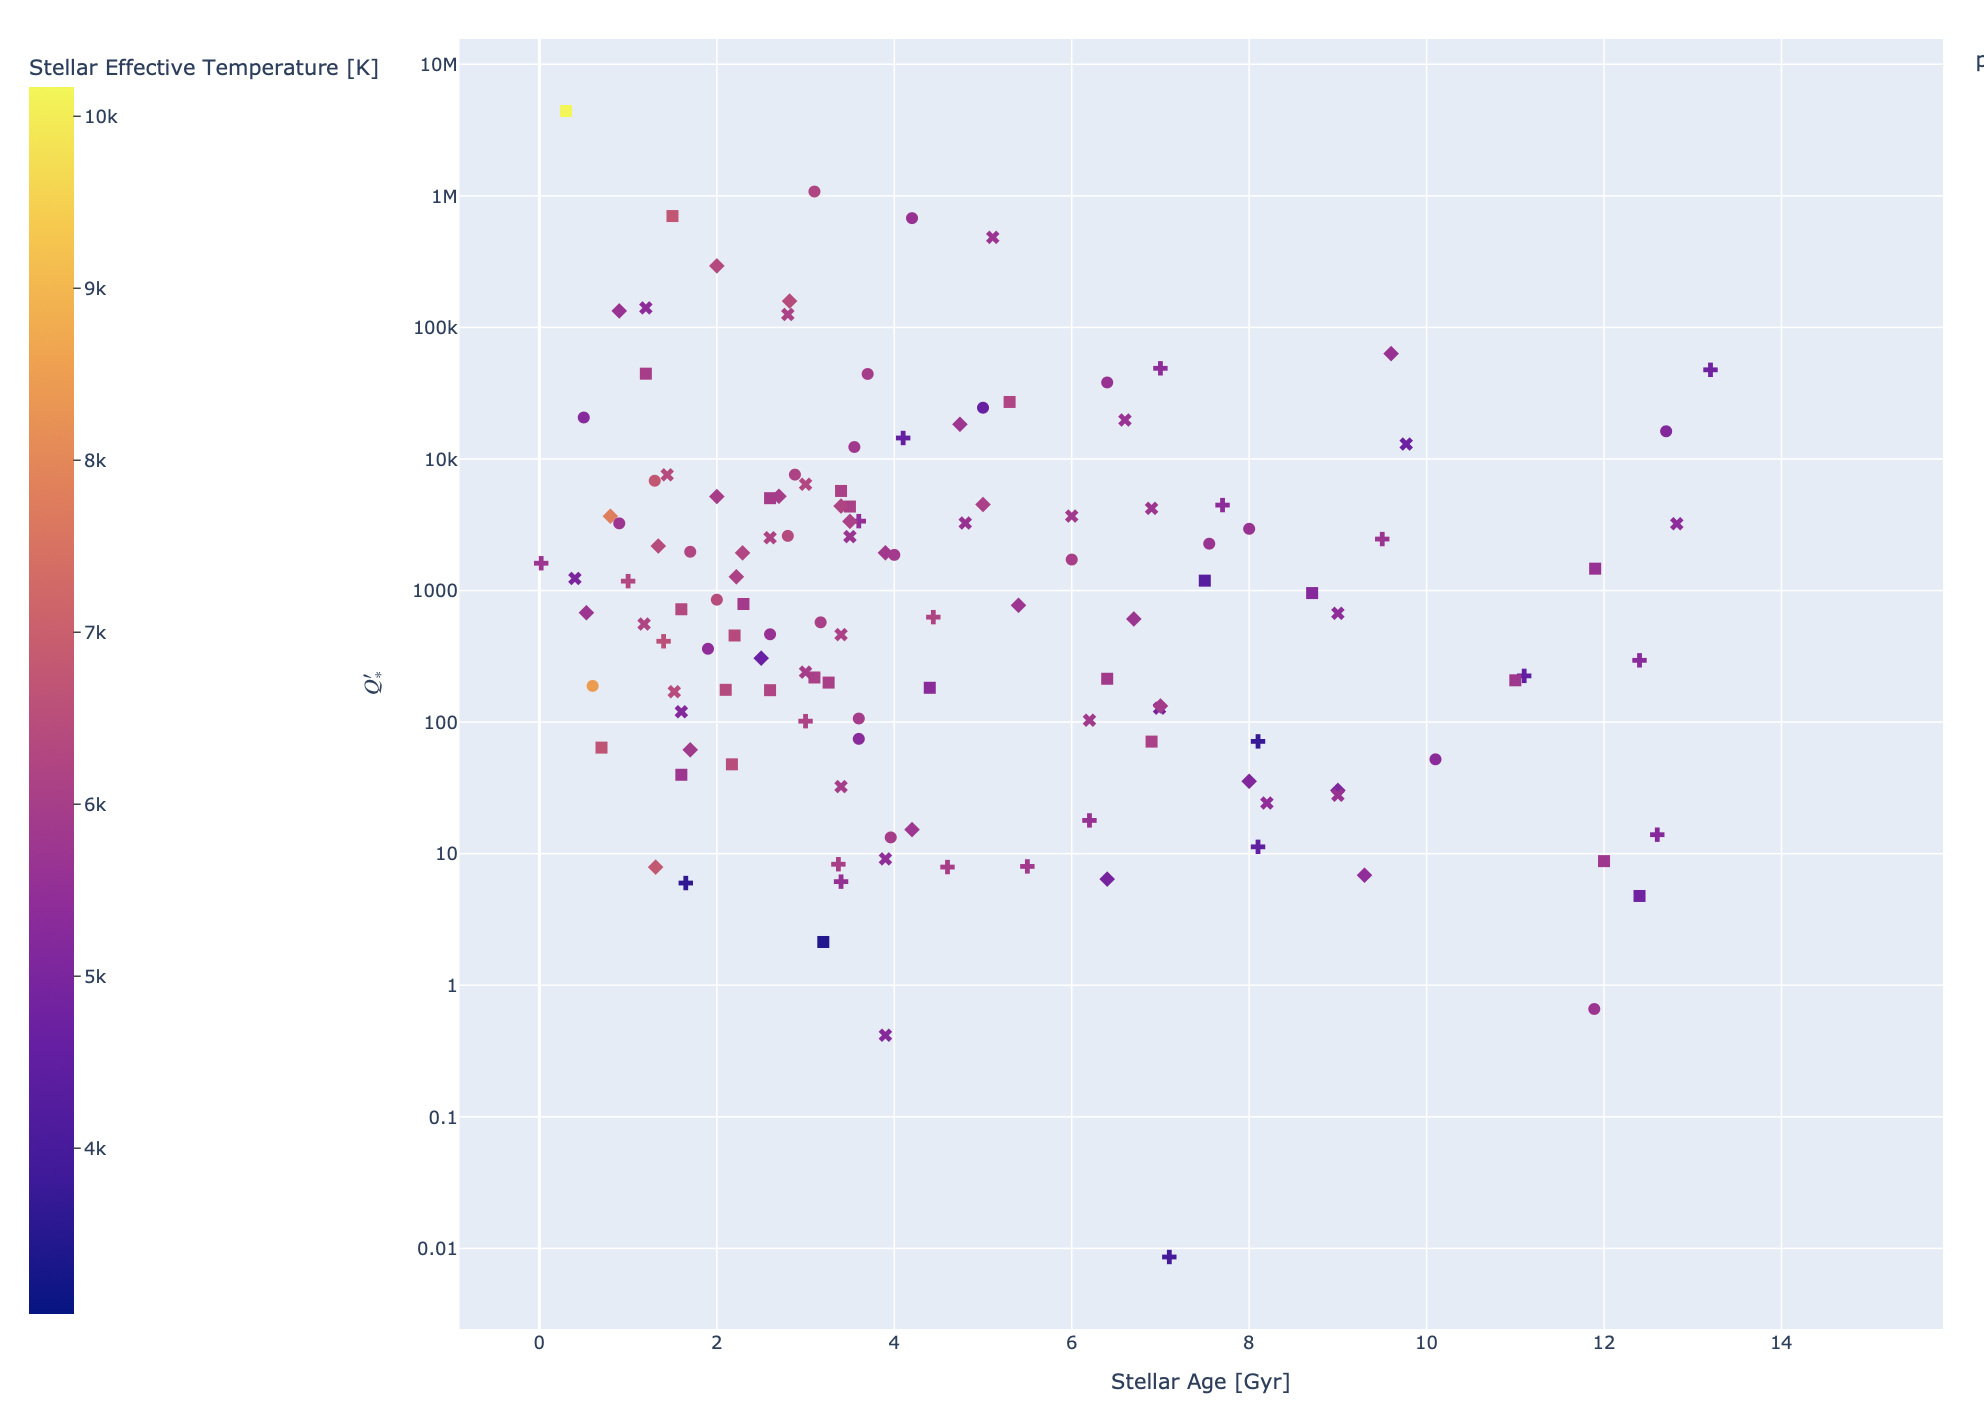 Stellar Effective Temperature [K]
10k
9k
8k
7k
6k
5k
4k
10M
1M
100k
10k
1000
100
10
1
0.1
0.01
Q′*
0 2 4 6 8 10 12 14
Stellar Age [Gyr]
p